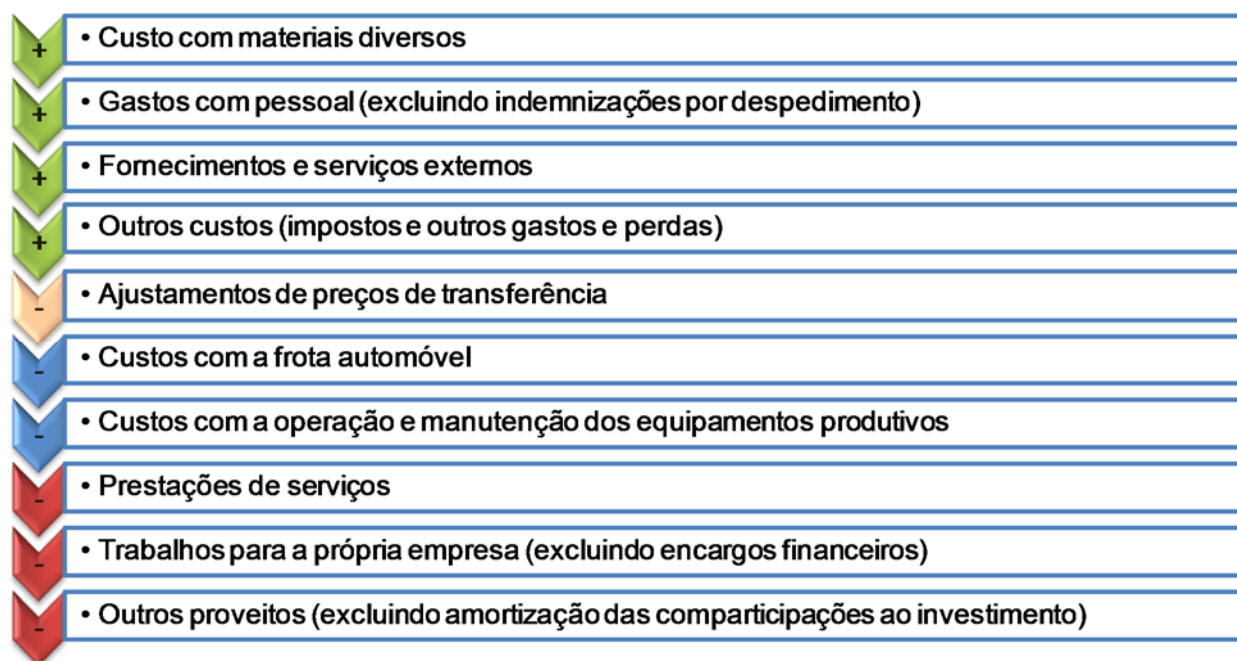 + • Custo com materiais diversos
+ • Gastos com pessoal (excluindo indemnizações por despedimento)
+ • Fornecimentos e serviços externos
+ • Outros custos (impostos e outros gastos e perdas)
- • Ajustamentos de preços de transferência
- • Custos com a frota automóvel
- • Custos com a operação e manutenção dos equipamentos produtivos
- • Prestações de serviços
- • Trabalhos para a própria empresa (excluindo encargos financeiros)
- • Outros proveitos (excluindo amortização das comparticipações ao investimento)